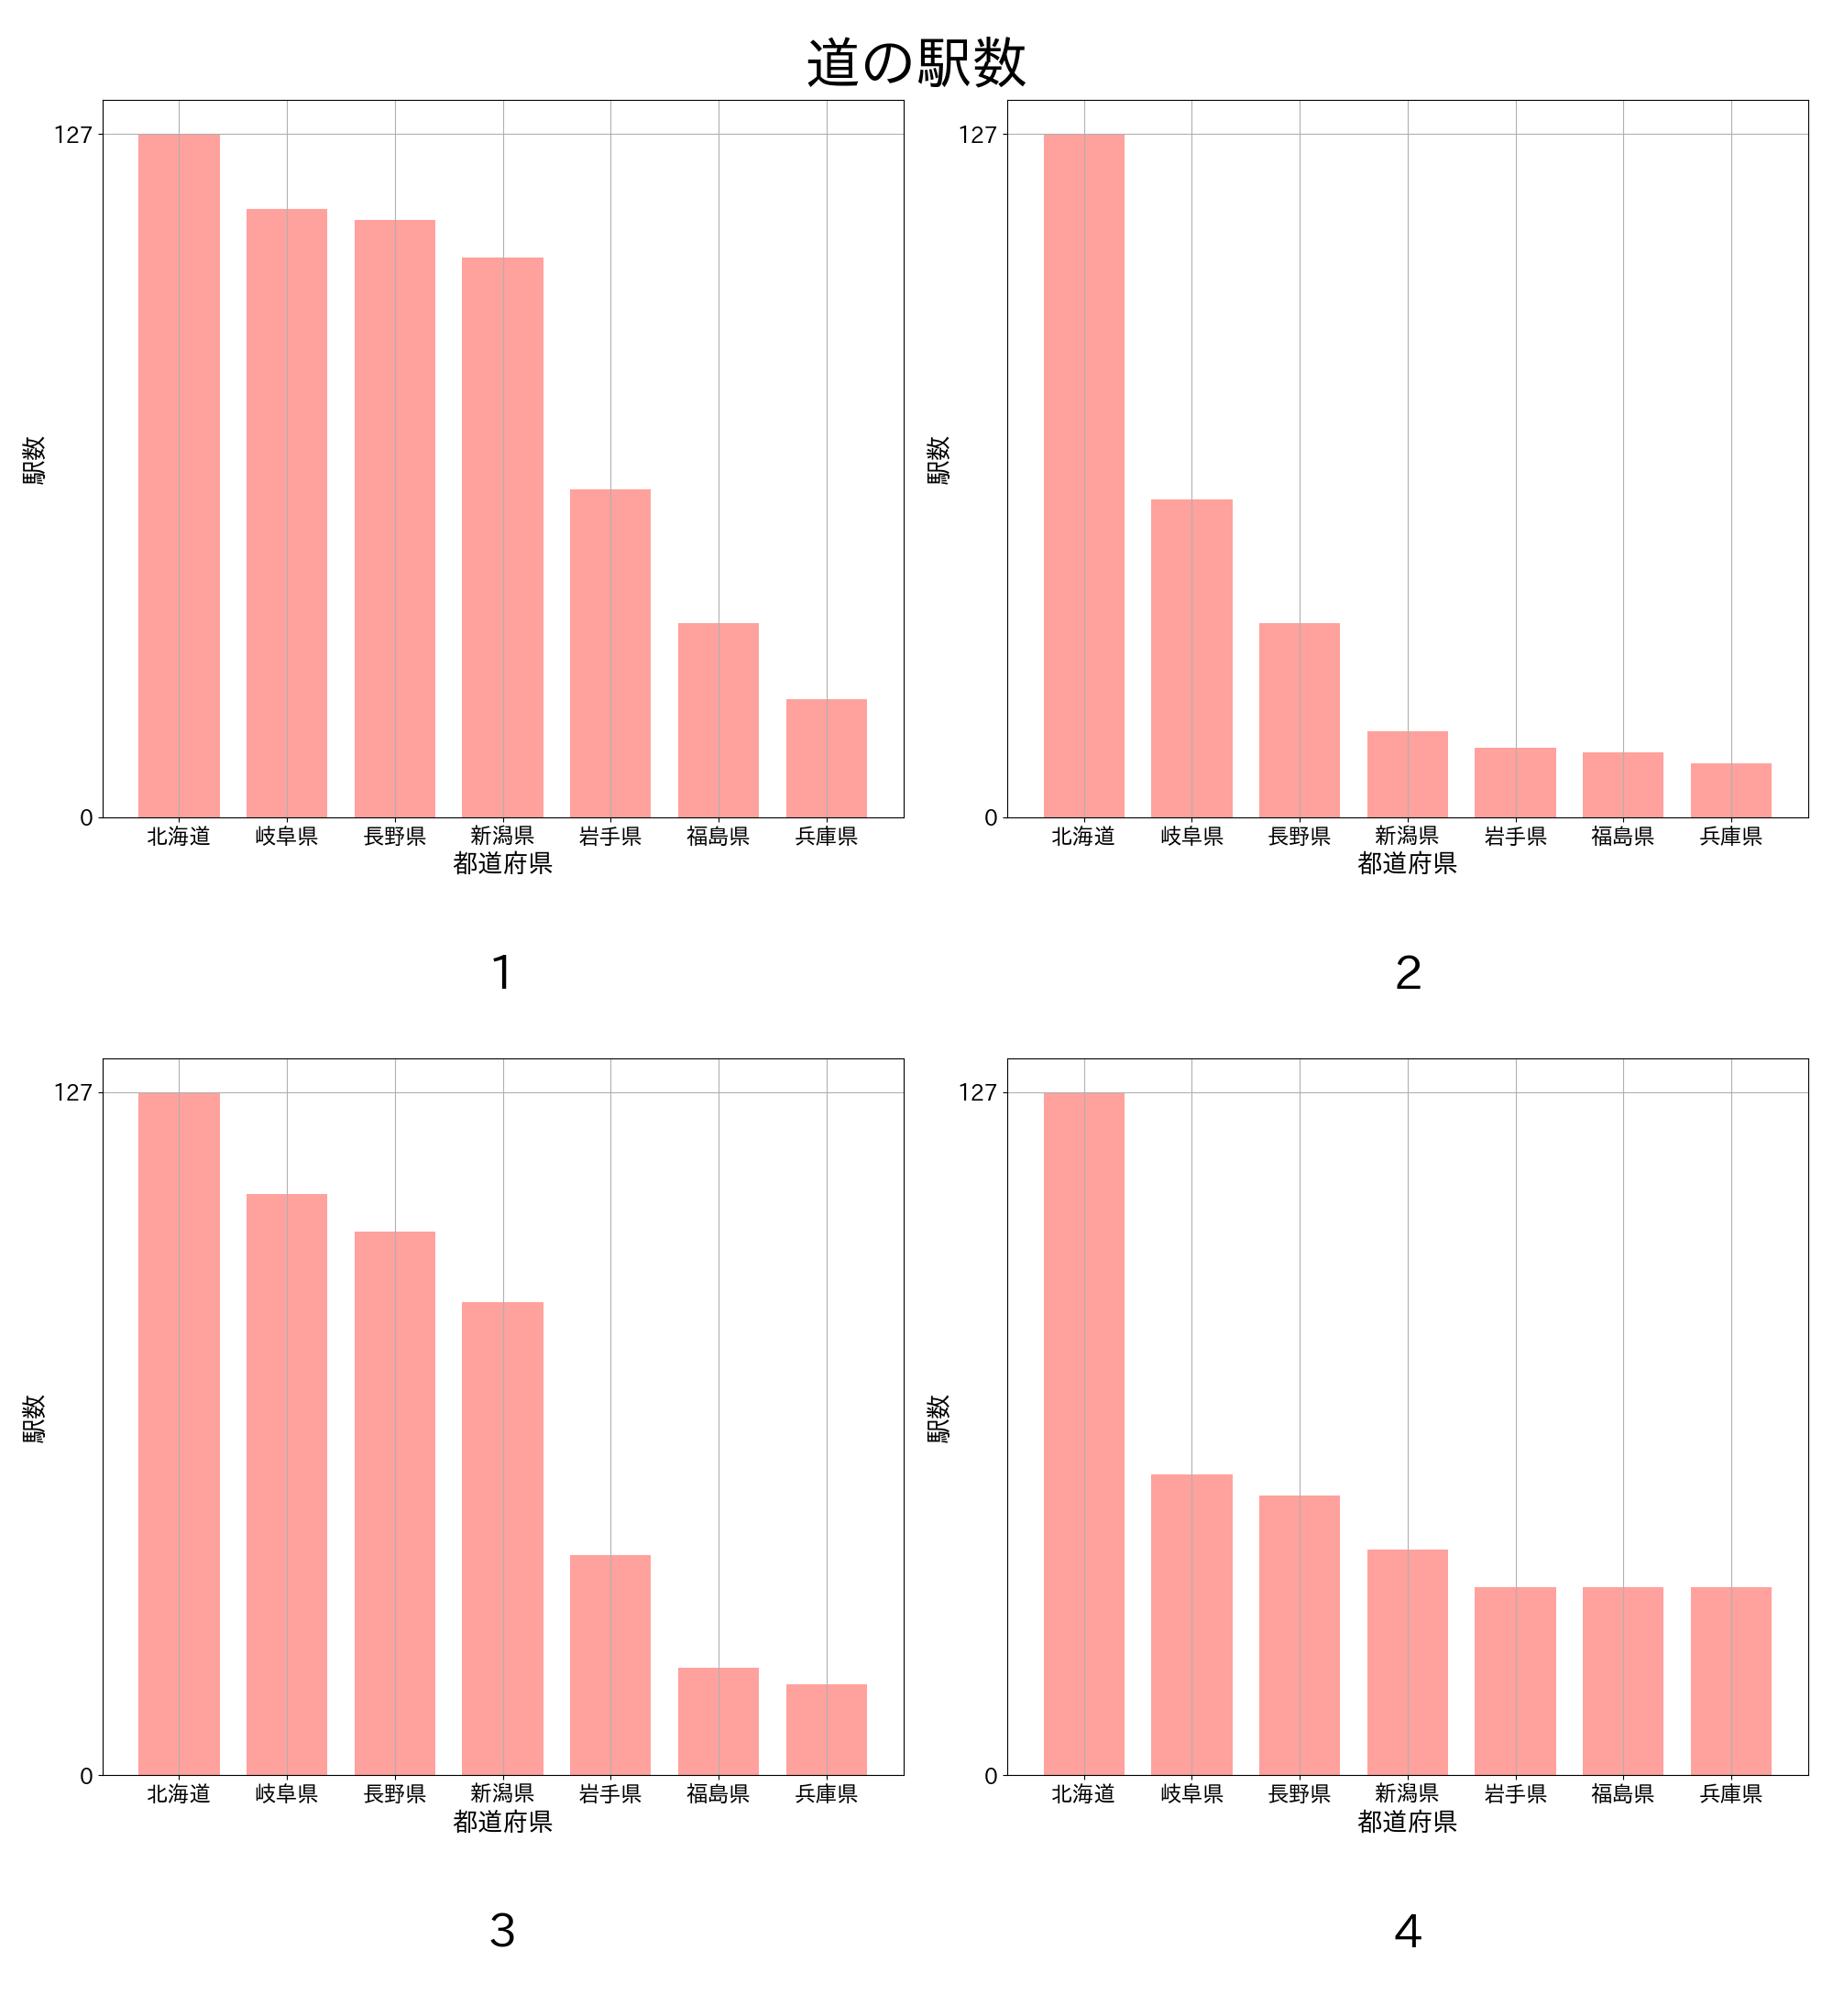 道の駅数
127
0
駅数
北海道 岐阜県 長野県 新潟県 岩手県 福島県 兵庫県
都道府県
1
127
0
駅数
北海道 岐阜県 長野県 新潟県 岩手県 福島県 兵庫県
都道府県
2
127
0
駅数
北海道 岐阜県 長野県 新潟県 岩手県 福島県 兵庫県
都道府県
3
127
0
駅数
北海道 岐阜県 長野県 新潟県 岩手県 福島県 兵庫県
都道府県
4